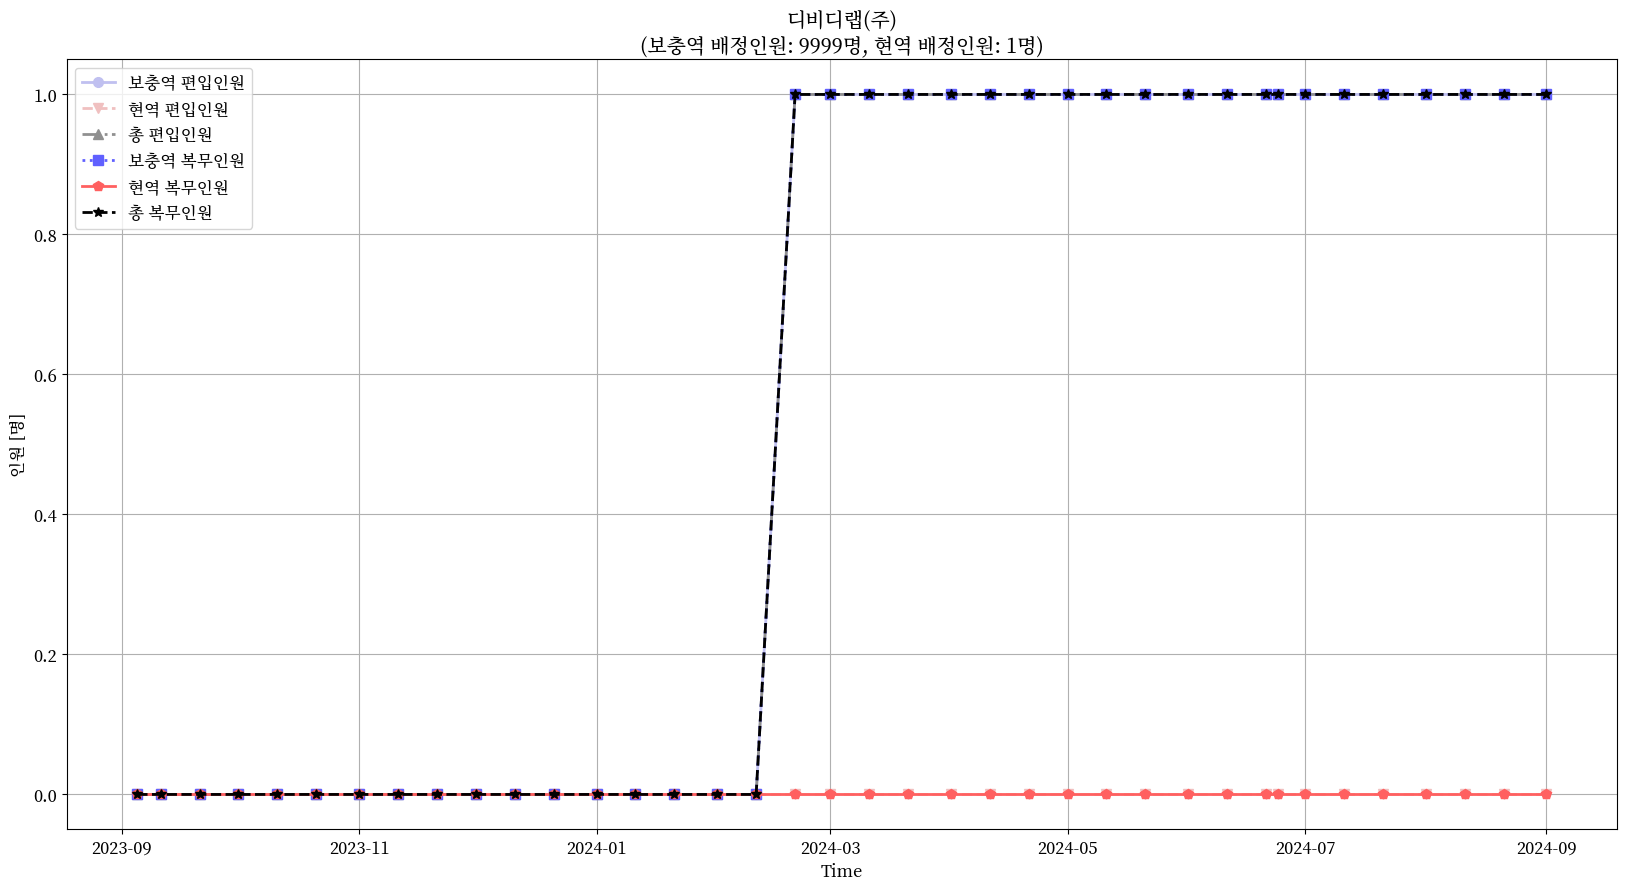 디비디랩(주)
(보충역 배정인원: 9999명, 현역 배정인원: 1명)
보충역 편입인원
현역 편입인원
총 편입인원
보충역 복무인원
현역 복무인원
총 복무인원
1.0
0.8
0.6
0.4
0.2
0.0
인원 [명]
2023-09
2023-11
2024-01
2024-03
2024-05
2024-07
2024-09
Time